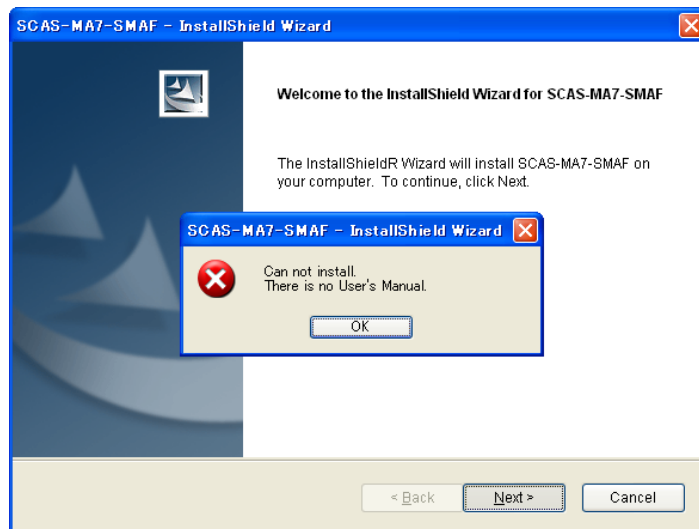 SCAS-MA7-SMAF - InstallShield Wizard
Welcome to the InstallShield Wizard for SCAS-MA7-SMAF
The InstallShieldR Wizard will install SCAS-MA7-SMAF on
your computer. To continue, click Next.
SCAS-MA7-SMAF - InstallShield Wizard
Can not install.
There is no User's Manual.
OK
< Back
Next >
Cancel